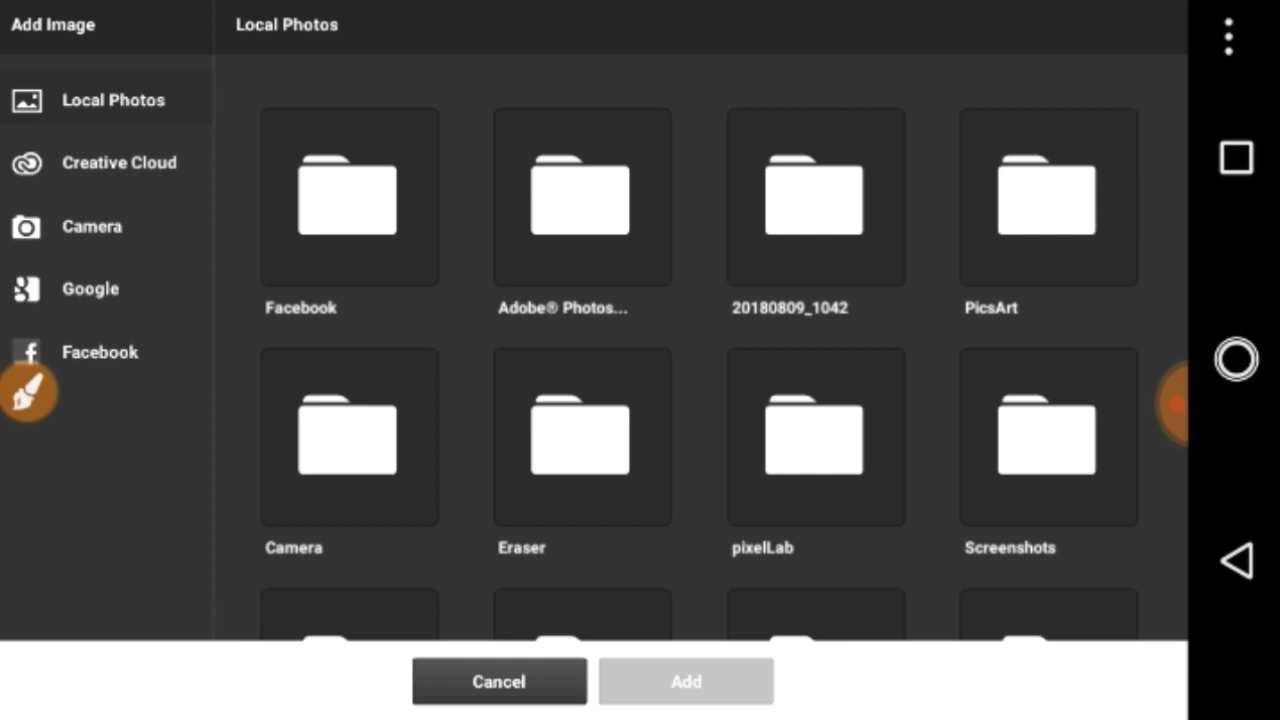 Add Image
Local Photos
Local Photos
Creative Cloud
Camera
Google
Facebook
Facebook
Adobe® Photos...
20180809_1042
PicsArt
Camera
Eraser
pixelLab
Screenshots
Cancel
Add